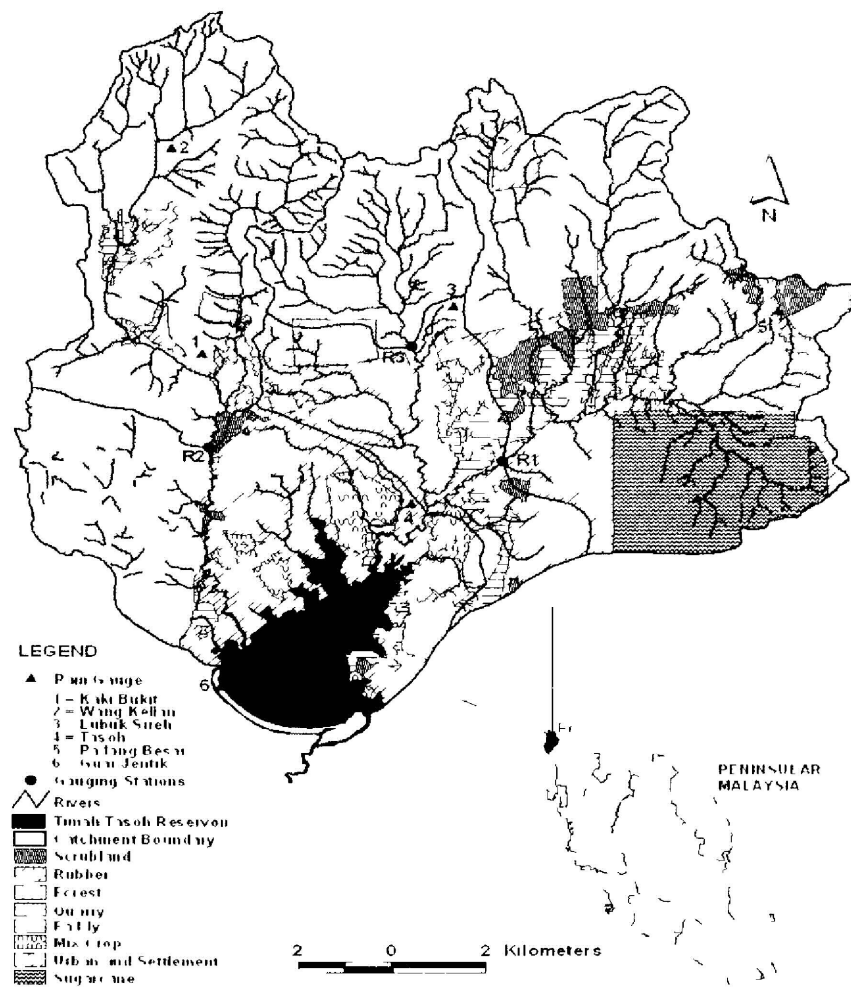 2
N
3
5
1
R3
R2
R1
4
6
LEGEND
Rain Gauge
1 = Kaki Bukit
2 = Wang Kelian
3 Lubuk Sireh
4 = Tasoh
5 Padang Besar
6 Guar Jentik
Gauging Stations
Rivers
Timah Tasoh Reservoir
Catchment Boundary
Scrubland
Rubber
Forest
Quarry
Paddy
Mix Crop
Urban and Settlement
Sugarcane
PENINSULAR
MALAYSIA
2 0 2 Kilometers